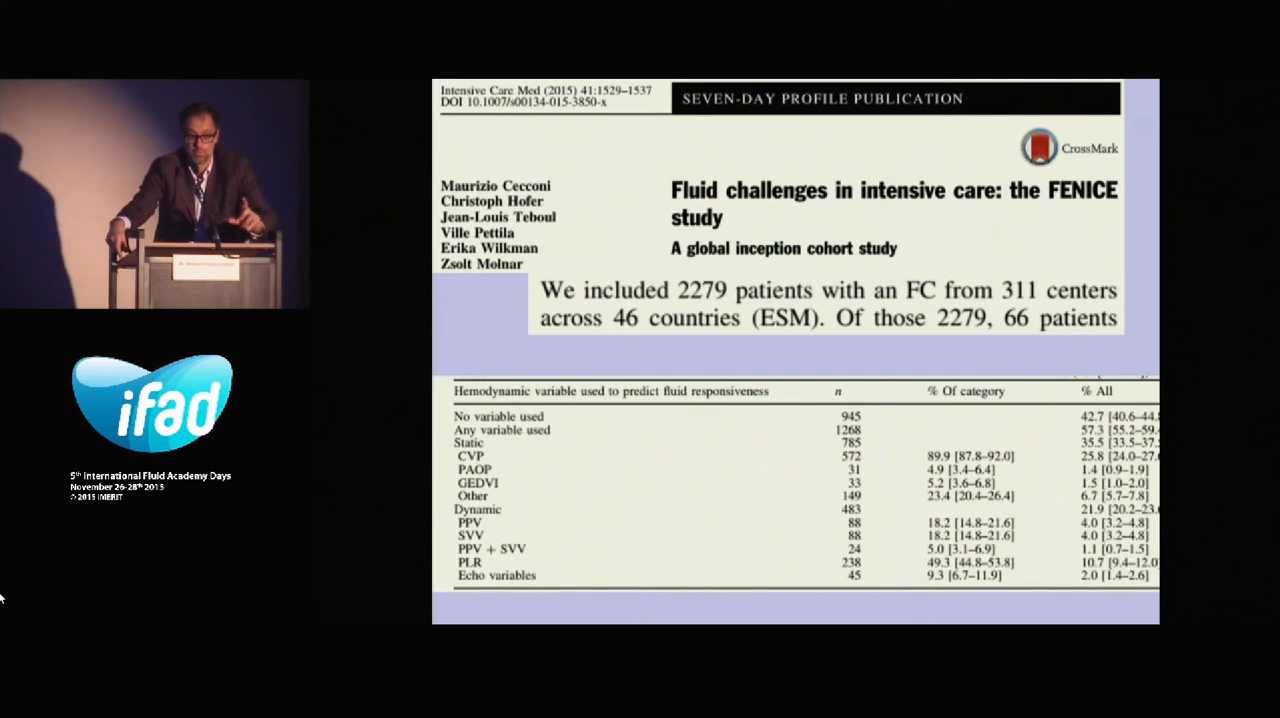 Intensive Care Med (2015) 41:1529–1537
DOI 10.1007/s00134-015-3850-x
SEVEN-DAY PROFILE PUBLICATION
CrossMark
Maurizio Cecconi
Christoph Hofer
Jean-Louis Teboul
Ville Pettila
Erika Wilkman
Zsolt Molnar
Fluid challenges in intensive care: the FENICE
study
A global inception cohort study
We included 2279 patients with an FC from 311 centers
across 46 countries (ESM). Of those 2279, 66 patients
Hemodynamic variable used to predict fluid responsiveness n % Of category % All
No variable used 945 42.7 [40.6–44.
Any variable used 1268 57.3 [55.2–59.
Static 785 35.5 [33.5–37.
CVP 572 89.9 [87.8–92.0] 25.8 [24.0–27.
PAOP 31 4.9 [3.4–6.4] 1.4 [0.9–1.9]
GEDVI 33 5.2 [3.6–6.8] 1.5 [1.0–2.0]
Other 149 23.4 [20.4–26.4] 6.7 [5.7–7.8]
Dynamic 483 21.9 [20.2–23.
PPV 88 18.2 [14.8–21.6] 4.0 [3.2–4.8]
SVV 88 18.2 [14.8–21.6] 4.0 [3.2–4.8]
PPV + SVV 24 5.0 [3.1–6.9] 1.1 [0.7–1.5]
PLR 238 49.3 [44.8–53.8] 10.7 [9.4–12.0
Echo variables 45 9.3 [6.7–11.9] 2.0 [1.4–2.6]
ifad
5th International Fluid Academy Days
November 26-28th 2015
© 2015 iMERiT